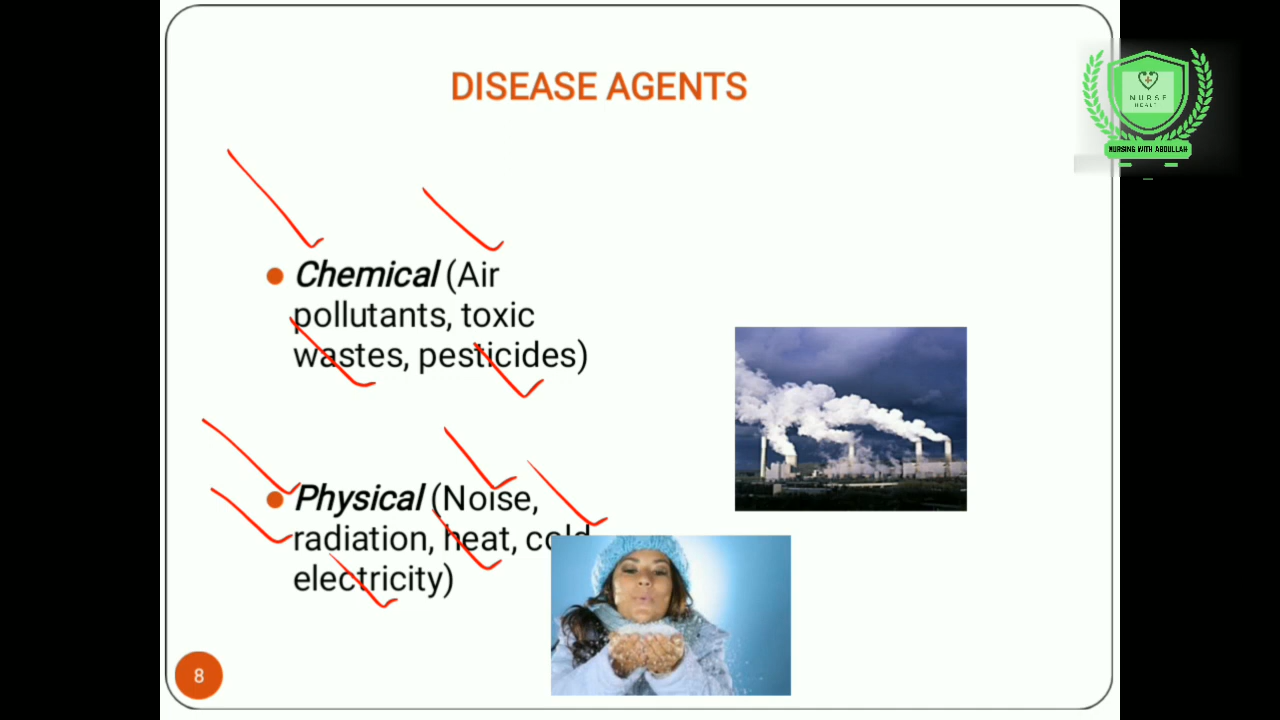 DISEASE AGENTS
NURSE
HEALT
NURSING WITH ABDULLAH
Chemical (Air
pollutants, toxic
wastes, pesticides)
Physical (Noise,
radiation, heat, cold
electricity)
8